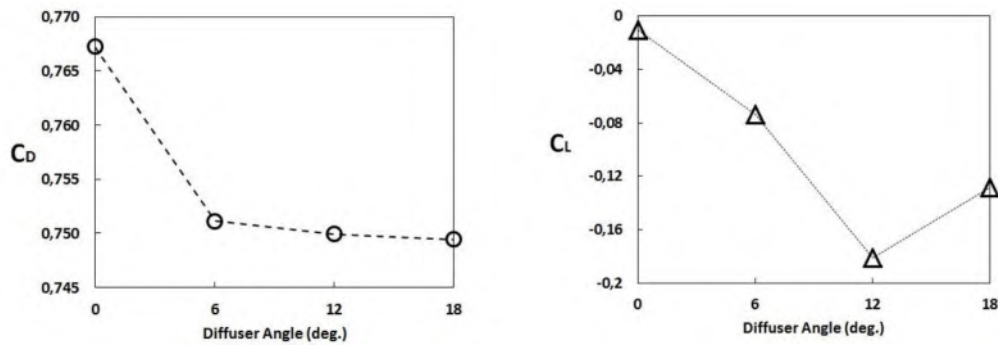 0,770
0,765
0,760
CD
0,755
0,750
0,745
0 6 12 18
Diffuser Angle (deg.)
0
-0,04
-0,08
CL
-0,12
-0,16
-0,2
0 6 12 18
Diffuser Angle (deg.)